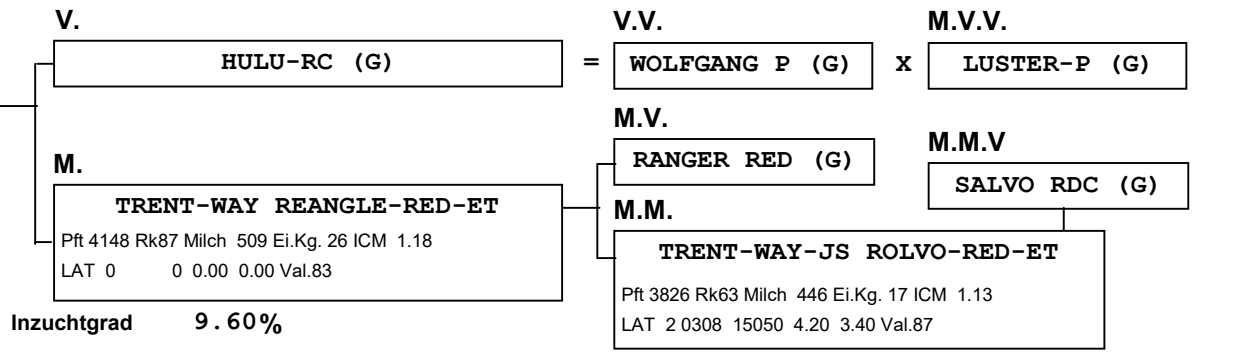 V.
HULU-RC (G)
=
V.V.
WOLFGANG P (G)
X
M.V.V.
LUSTER-P (G)
M.V.
RANGER RED (G)
M.M.V
SALVO RDC (G)
M.
TRENT-WAY REANGLE-RED-ET
Pft 4148 Rk87 Milch 509 Ei.Kg. 26 ICM 1.18
LAT 0 0 0.00 0.00 Val.83
M.M.
TRENT-WAY-JS ROLVO-RED-ET
Pft 3826 Rk63 Milch 446 Ei.Kg. 17 ICM 1.13
LAT 2 0308 15050 4.20 3.40 Val.87
Inzuchtgrad 9.60%